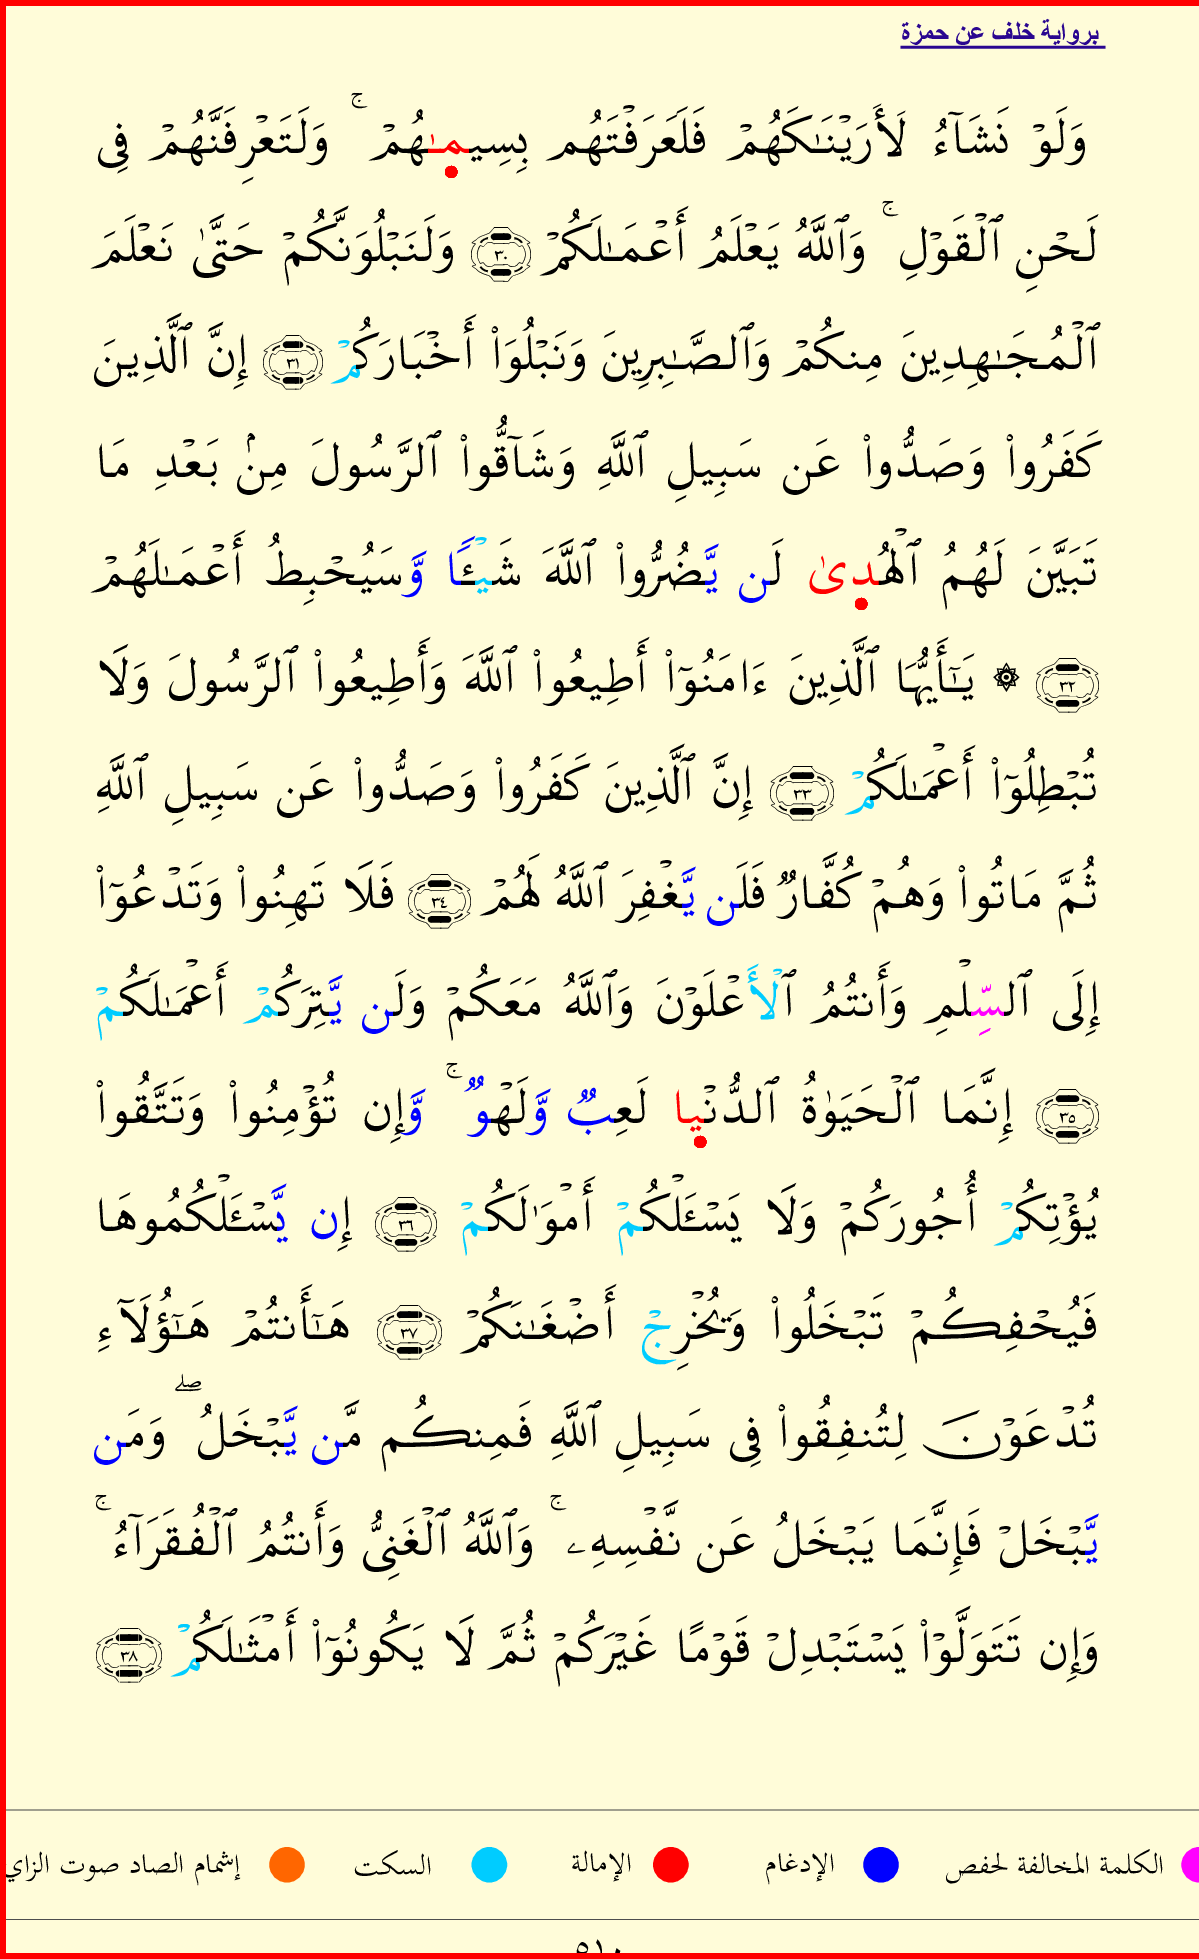 برواية خلف عن حمزة
وَلَوْ نَشَآءُ لَأَرَيْنَـٰكَهُمْ فَلَعَرَفْتَهُم بِسِيمـٰهُمْ ۚ وَلَتَعْرِفَنَّهُمْ فِى
لَحْنِ ٱلْقَوْلِ ۚ وَٱللَّهُ يَعْلَمُ أَعْمَـٰلَكُمْ ٣٠ وَلَنَبْلُوَنَّكُمْ حَتَّىٰ نَعْلَمَ
ٱلْمُجَـٰهِدِينَ مِنكُمْ وَٱلصَّـٰبِرِينَ وَنَبْلُوَا۟ أَخْبَارَكُمْ ٣١ إِنَّ ٱلَّذِينَ
كَفَرُوا۟ وَصَدُّوا۟ عَن سَبِيلِ ٱللَّهِ وَشَآقُّوا۟ ٱلرَّسُولَ مِنۢ بَعْدِ مَا
تَبَيَّنَ لَهُمُ ٱلْهُدِىٰ لَن يَّضُرُّوا۟ ٱللَّهَ شَيْـًٔا وَّسَيُحْبِطُ أَعْمَـٰلَهُمْ
٣٢ ۞ يَـٰٓأَيُّهَا ٱلَّذِينَ ءَامَنُوٓا۟ أَطِيعُوا۟ ٱللَّهَ وَأَطِيعُوا۟ ٱلرَّسُولَ وَلَا
تُبْطِلُوٓا۟ أَعْمَـٰلَكُمْ ٣٣ إِنَّ ٱلَّذِينَ كَفَرُوا۟ وَصَدُّوا۟ عَن سَبِيلِ ٱللَّهِ
ثُمَّ مَاتُوا۟ وَهُمْ كُفَّارٌ فَلَن يَّغْفِرَ ٱللَّهُ لَهُمْ ٣٤ فَلَا تَهِنُوا۟ وَتَدْعُوٓا۟
إِلَى ٱلسِّلْمِ وَأَنتُمُ ٱلْأَعْلَوْنَ وَٱللَّهُ مَعَكُمْ وَلَن يَّتِرَكُمْ أَعْمَـٰلَكُمْ
٣٥ إِنَّمَا ٱلْحَيَوٰةُ ٱلدُّنْيِا لَعِبٌ وَّلَهْوٌ ۚ وَّإِن تُؤْمِنُوا۟ وَتَتَّقُوا۟
يُؤْتِكُمْ أُجُورَكُمْ وَلَا يَسْـَٔلْكُمْ أَمْوَٰلَكُمْ ٣٦ إِن يَّسْـَٔلْكُمُوهَا
فَيُحْفِكُمْ تَبْخَلُوا۟ وَيُخْرِجْ أَضْغَـٰنَكُمْ ٣٧ هَـٰٓأَنتُمْ هَـٰٓؤُلَآءِ
تُدْعَوْنَ لِتُنفِقُوا۟ فِى سَبِيلِ ٱللَّهِ فَمِنكُم مَّن يَّبْخَلُ ۖ وَمَن
يَّبْخَلْ فَإِنَّمَا يَبْخَلُ عَن نَّفْسِهِۦ ۚ وَٱللَّهُ ٱلْغَنِىُّ وَأَنتُمُ ٱلْفُقَرَآءُ ۚ
وَإِن تَتَوَلَّوْا۟ يَسْتَبْدِلْ قَوْمًا غَيْرَكُمْ ثُمَّ لَا يَكُونُوٓا۟ أَمْثَـٰلَكُمْ ٣٨
الكلمة المخالفة لحفص الإدغام الإمالة السكت إشمام الصاد صوت الزاي
٥١٠